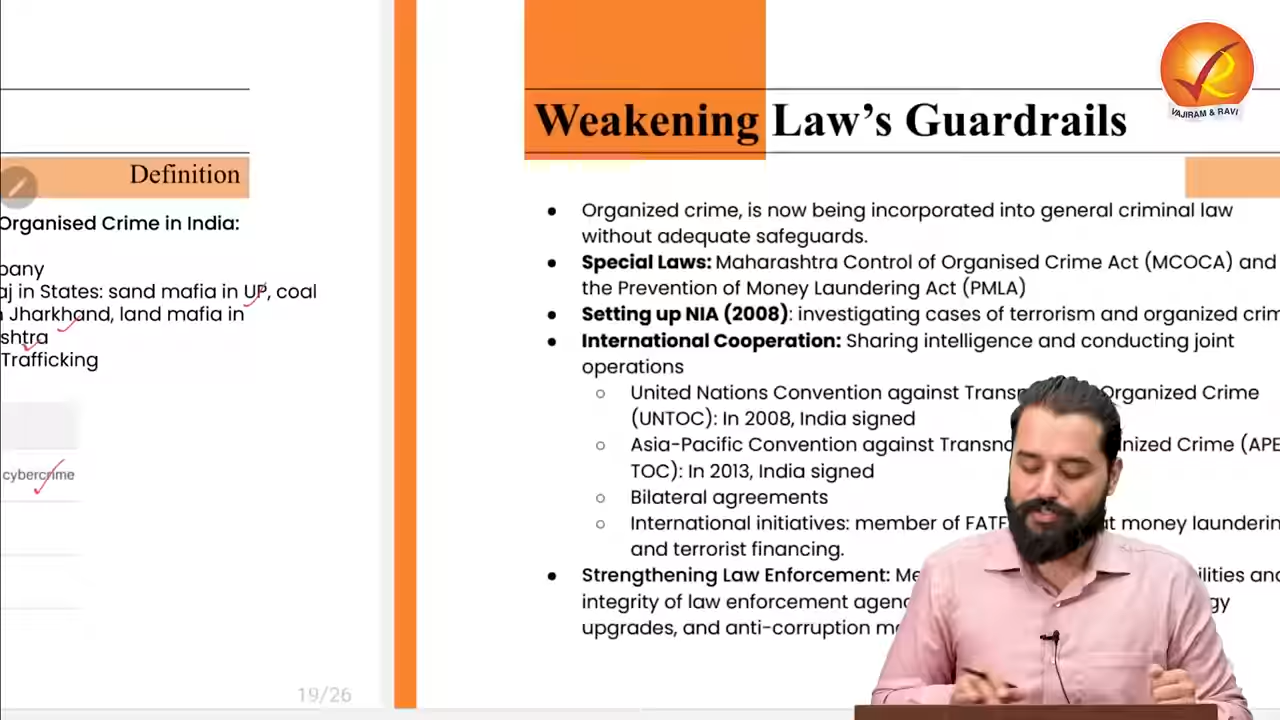 Definition
Organised Crime in India:
pany
aj in States: sand mafia in UP, coal
Jharkhand, land mafia in
shtra
Trafficking
cybercrime
19/26
Weakening Law's Guardrails
VAJIRAM & RAVI
● Organized crime, is now being incorporated into general criminal law
without adequate safeguards.
● Special Laws: Maharashtra Control of Organised Crime Act (MCOCA) and
the Prevention of Money Laundering Act (PMLA)
● Setting up NIA (2008): investigating cases of terrorism and organized crim
● International Cooperation: Sharing intelligence and conducting joint
operations
○ United Nations Convention against Trans Organized Crime
(UNTOC): In 2008, India signed
○ Asia-Pacific Convention against Transno nized Crime (APE
TOC): In 2013, India signed
○ Bilateral agreements
○ International initiatives: member of FATF t money launderin
and terrorist financing.
● Strengthening Law Enforcement: Me ilities and
integrity of law enforcement agen gy
upgrades, and anti-corruption m